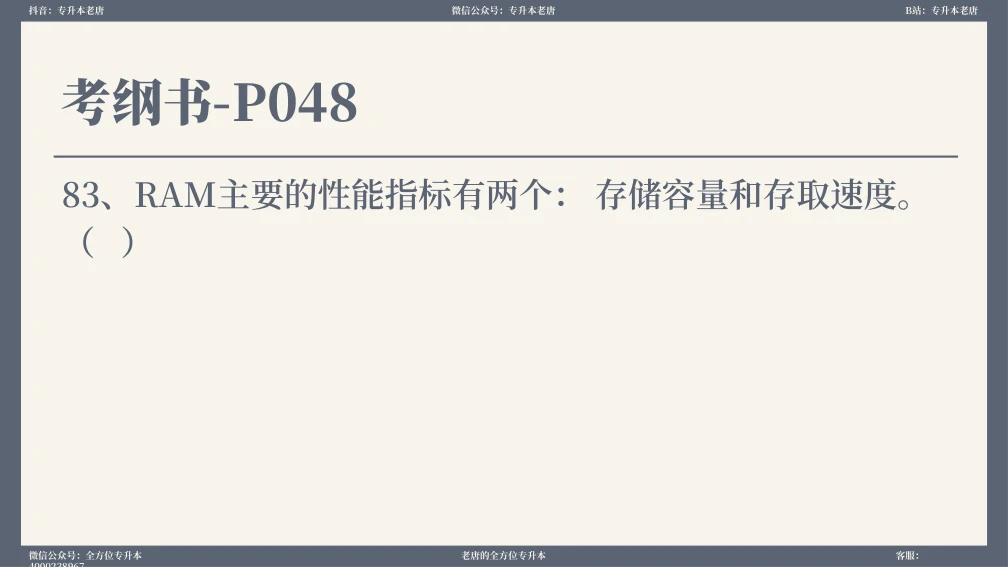 抖音：专升本老唐
微信公众号：专升本老唐
B站：专升本老唐
考纲书-P048
83、RAM主要的性能指标有两个： 存储容量和存取速度。
（ ）
微信公众号：全方位专升本
老唐的全方位专升本
客服：
4000238967